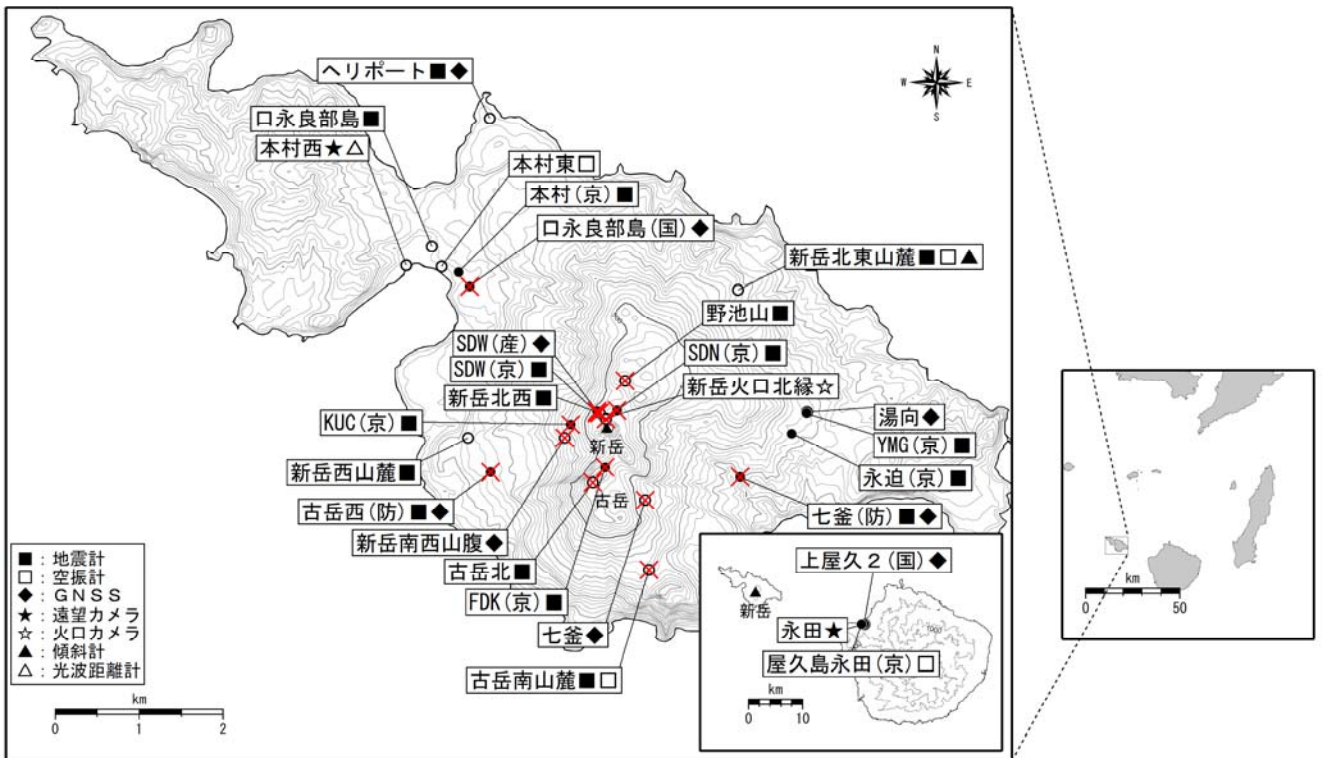 ヘリポート■◆
N
W E
S
口永良部島■
本村西★△
本村東□
本村(京)■
口永良部島(国)◆
新岳北東山麓■□▲
野池山■
SDW(産)◆
SDN(京)■
SDW(京)■
新岳火口北縁☆
新岳北西■
KUC(京)■
湯向◆
新岳
YMG(京)■
新岳西山麓■
永迫(京)■
古岳西(防)■◆
古岳
七釜(防)■◆
新岳南西山腹◆
古岳北■
FDK(京)■
七釜◆
古岳南山麓■□
■:地震計
□:空振計
◆:GNSS
★:遠望カメラ
☆:火口カメラ
▲:傾斜計
△:光波距離計
km
0 1 2
上屋久2(国)◆
新岳
永田★
屋久島永田(京)□
km
0 10
km
0 50